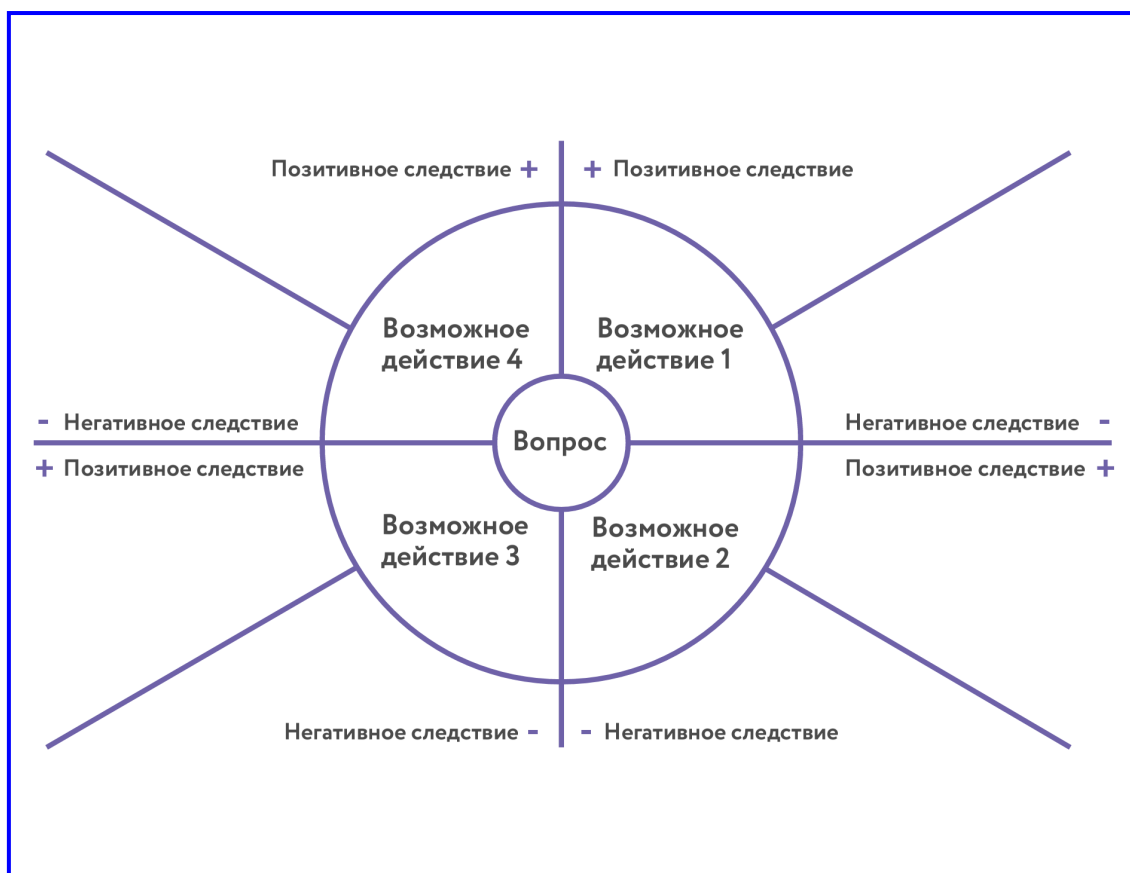 Позитивное следствие +
+ Позитивное следствие
Возможное
действие 4
Возможное
действие 1
- Негативное следствие
Негативное следствие -
Вопрос
+ Позитивное следствие
Позитивное следствие +
Возможное
действие 3
Возможное
действие 2
Негативное следствие -
- Негативное следствие